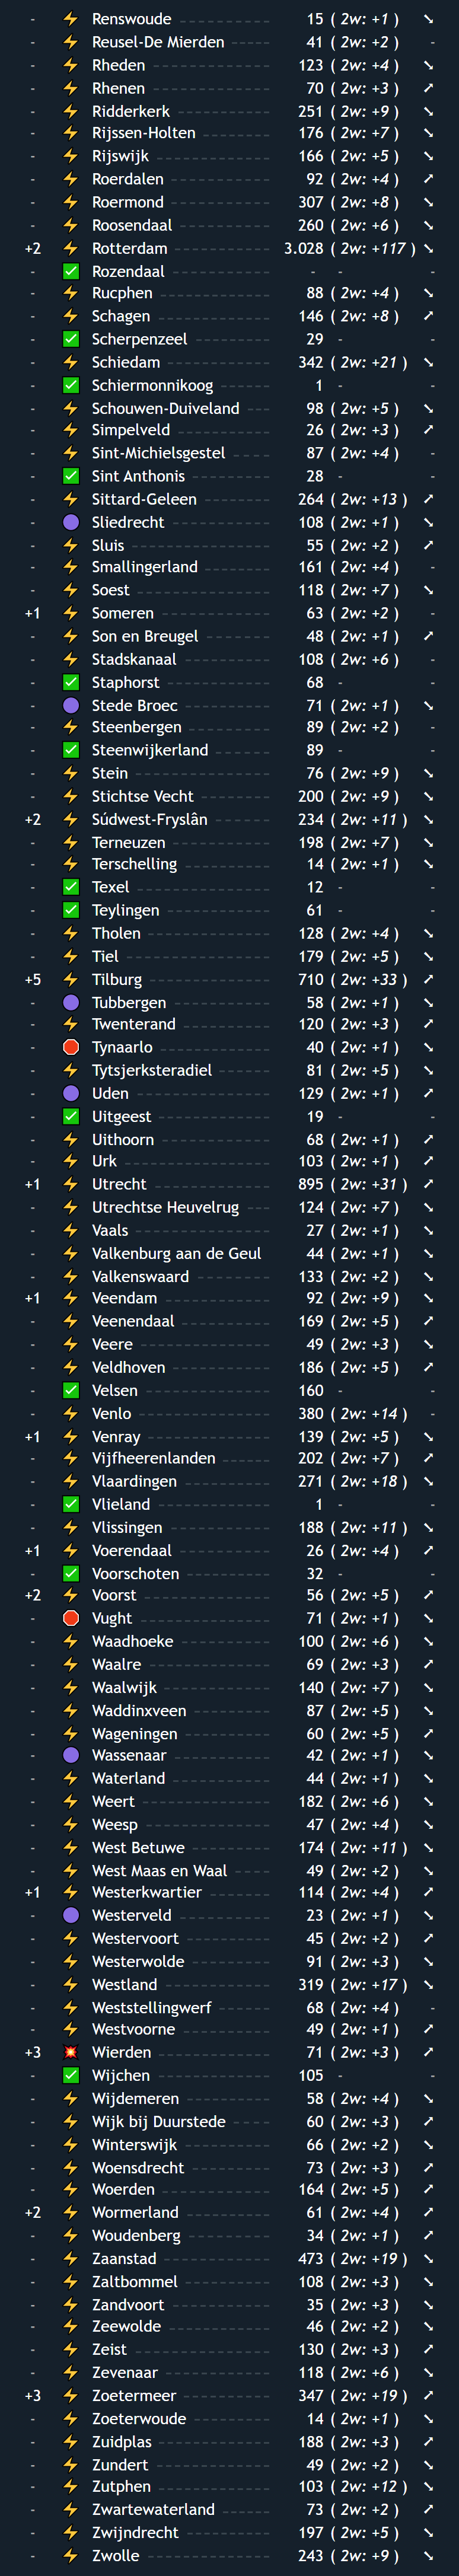 - ⚡ Renswoude 15 ( 2w: +1 ) ➘
- ⚡ Reusel-De Mierden 41 ( 2w: +2 ) -
- ⚡ Rheden 123 ( 2w: +4 ) ➘
- ⚡ Rhenen 70 ( 2w: +3 ) ➚
- ⚡ Ridderkerk 251 ( 2w: +9 ) ➘
- ⚡ Rijssen-Holten 176 ( 2w: +7 ) ➘
- ⚡ Rijswijk 166 ( 2w: +5 ) ➘
- ⚡ Roerdalen 92 ( 2w: +4 ) ➚
- ⚡ Roermond 307 ( 2w: +8 ) ➘
- ⚡ Roosendaal 260 ( 2w: +6 ) ➘
+2 ⚡ Rotterdam 3.028 ( 2w: +117 ) ➘
- ✅ Rozendaal - - -
- ⚡ Rucphen 88 ( 2w: +4 ) ➘
- ⚡ Schagen 146 ( 2w: +8 ) ➚
- ✅ Scherpenzeel 29 - -
- ⚡ Schiedam 342 ( 2w: +21 ) ➘
- ✅ Schiermonnikoog 1 - -
- ⚡ Schouwen-Duiveland 98 ( 2w: +5 ) ➘
- ⚡ Simpelveld 26 ( 2w: +3 ) ➚
- ⚡ Sint-Michielsgestel 87 ( 2w: +4 ) -
- ✅ Sint Anthonis 28 - -
- ⚡ Sittard-Geleen 264 ( 2w: +13 ) ➚
- 🟣 Sliedrecht 108 ( 2w: +1 ) ➘
- ⚡ Sluis 55 ( 2w: +2 ) ➚
- ⚡ Smallingerland 161 ( 2w: +4 ) -
- ⚡ Soest 118 ( 2w: +7 ) ➘
+1 ⚡ Someren 63 ( 2w: +2 ) -
- ⚡ Son en Breugel 48 ( 2w: +1 ) ➚
- ⚡ Stadskanaal 108 ( 2w: +6 ) -
- ✅ Staphorst 68 - -
- 🟣 Stede Broec 71 ( 2w: +1 ) ➘
- ⚡ Steenbergen 89 ( 2w: +2 ) -
- ✅ Steenwijkerland 89 - -
- ⚡ Stein 76 ( 2w: +9 ) ➘
- ⚡ Stichtse Vecht 200 ( 2w: +9 ) ➘
+2 ⚡ Súdwest-Fryslân 234 ( 2w: +11 ) ➘
- ⚡ Terneuzen 198 ( 2w: +7 ) ➘
- ⚡ Terschelling 14 ( 2w: +1 ) ➘
- ✅ Texel 12 - -
- ✅ Teylingen 61 - -
- ⚡ Tholen 128 ( 2w: +4 ) ➘
- ⚡ Tiel 179 ( 2w: +5 ) ➘
+5 ⚡ Tilburg 710 ( 2w: +33 ) ➚
- 🟣 Tubbergen 58 ( 2w: +1 ) ➘
- ⚡ Twenterand 120 ( 2w: +3 ) ➚
- 🛑 Tynaarlo 40 ( 2w: +1 ) ➘
- ⚡ Tytsjerksteradiel 81 ( 2w: +5 ) ➘
- 🟣 Uden 129 ( 2w: +1 ) ➚
- ✅ Uitgeest 19 - -
- ⚡ Uithoorn 68 ( 2w: +1 ) ➚
- ⚡ Urk 103 ( 2w: +1 ) ➚
+1 ⚡ Utrecht 895 ( 2w: +31 ) ➚
- ⚡ Utrechtse Heuvelrug 124 ( 2w: +7 ) ➘
- ⚡ Vaals 27 ( 2w: +1 ) ➘
- ⚡ Valkenburg aan de Geul 44 ( 2w: +1 ) ➘
- ⚡ Valkenswaard 133 ( 2w: +2 ) ➘
+1 ⚡ Veendam 92 ( 2w: +9 ) ➘
- ⚡ Veenendaal 169 ( 2w: +5 ) ➚
- ⚡ Veere 49 ( 2w: +3 ) ➘
- ⚡ Veldhoven 186 ( 2w: +5 ) ➚
- ✅ Velsen 160 - -
- ⚡ Venlo 380 ( 2w: +14 ) -
+1 ⚡ Venray 139 ( 2w: +5 ) ➘
- ⚡ Vijfheerenlanden 202 ( 2w: +7 ) ➚
- ⚡ Vlaardingen 271 ( 2w: +18 ) ➘
- ✅ Vlieland 1 - -
- ⚡ Vlissingen 188 ( 2w: +11 ) ➘
+1 ⚡ Voerendaal 26 ( 2w: +4 ) ➚
- ✅ Voorschoten 32 - -
+2 ⚡ Voorst 56 ( 2w: +5 ) ➚
- 🛑 Vught 71 ( 2w: +1 ) ➘
- ⚡ Waadhoeke 100 ( 2w: +6 ) ➘
- ⚡ Waalre 69 ( 2w: +3 ) ➚
- ⚡ Waalwijk 140 ( 2w: +7 ) ➘
- ⚡ Waddinxveen 87 ( 2w: +5 ) ➘
- ⚡ Wageningen 60 ( 2w: +5 ) ➚
- 🟣 Wassenaar 42 ( 2w: +1 ) ➘
- ⚡ Waterland 44 ( 2w: +1 ) ➘
- ⚡ Weert 182 ( 2w: +6 ) ➘
- ⚡ Weesp 47 ( 2w: +4 ) ➘
- ⚡ West Betuwe 174 ( 2w: +11 ) ➘
- ⚡ West Maas en Waal 49 ( 2w: +2 ) ➘
+1 ⚡ Westerkwartier 114 ( 2w: +4 ) ➚
- 🟣 Westerveld 23 ( 2w: +1 ) ➘
- ⚡ Westervoort 45 ( 2w: +2 ) ➚
- ⚡ Westerwolde 91 ( 2w: +3 ) ➘
- ⚡ Westland 319 ( 2w: +17 ) ➘
- ⚡ Weststellingwerf 68 ( 2w: +4 ) -
- ⚡ Westvoorne 49 ( 2w: +1 ) ➚
+3 💥 Wierden 71 ( 2w: +3 ) ➚
- ✅ Wijchen 105 - -
- ⚡ Wijdemeren 58 ( 2w: +4 ) ➘
- ⚡ Wijk bij Duurstede 60 ( 2w: +3 ) ➚
- ⚡ Winterswijk 66 ( 2w: +2 ) ➘
- ⚡ Woensdrecht 73 ( 2w: +3 ) ➚
- ⚡ Woerden 164 ( 2w: +5 ) ➚
+2 ⚡ Wormerland 61 ( 2w: +4 ) ➚
- ⚡ Woudenberg 34 ( 2w: +1 ) ➚
- ⚡ Zaanstad 473 ( 2w: +19 ) ➘
- ⚡ Zaltbommel 108 ( 2w: +3 ) ➘
- ⚡ Zandvoort 35 ( 2w: +3 ) ➘
- ⚡ Zeewolde 46 ( 2w: +2 ) ➘
- ⚡ Zeist 130 ( 2w: +3 ) ➚
- ⚡ Zevenaar 118 ( 2w: +6 ) ➘
+3 ⚡ Zoetermeer 347 ( 2w: +19 ) ➚
- ⚡ Zoeterwoude 14 ( 2w: +1 ) ➘
- ⚡ Zuidplas 188 ( 2w: +3 ) ➚
- ⚡ Zundert 49 ( 2w: +2 ) ➘
- ⚡ Zutphen 103 ( 2w: +12 ) ➘
- ⚡ Zwartewaterland 73 ( 2w: +2 ) ➚
- ⚡ Zwijndrecht 197 ( 2w: +5 ) ➘
- ⚡ Zwolle 243 ( 2w: +9 ) ➘